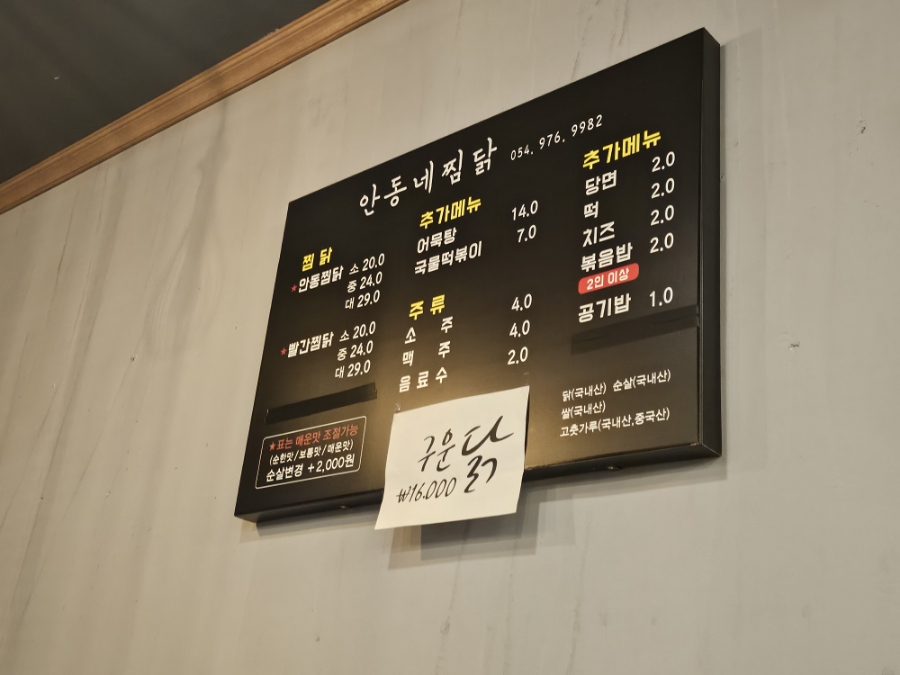 안동네찜닭 054. 976. 9982
찜닭
★안동찜닭 소 20.0
중 24.0
대 29.0
★빨간찜닭 소 20.0
중 24.0
대 29.0
★표는 매운맛 조절가능
(순한맛/보통맛/매운맛)
순살변경 +2,000원
추가메뉴
어묵탕 14.0
국물떡볶이 7.0
주류
소 주 4.0
맥 주 4.0
음료수 2.0
구운닭
₩16.000
추가메뉴
당면 2.0
떡 2.0
치즈 2.0
볶음밥 2.0
2인 이상
공기밥 1.0
닭(국내산) 순살(국내산)
쌀(국내산)
고춧가루(국내산,중국산)